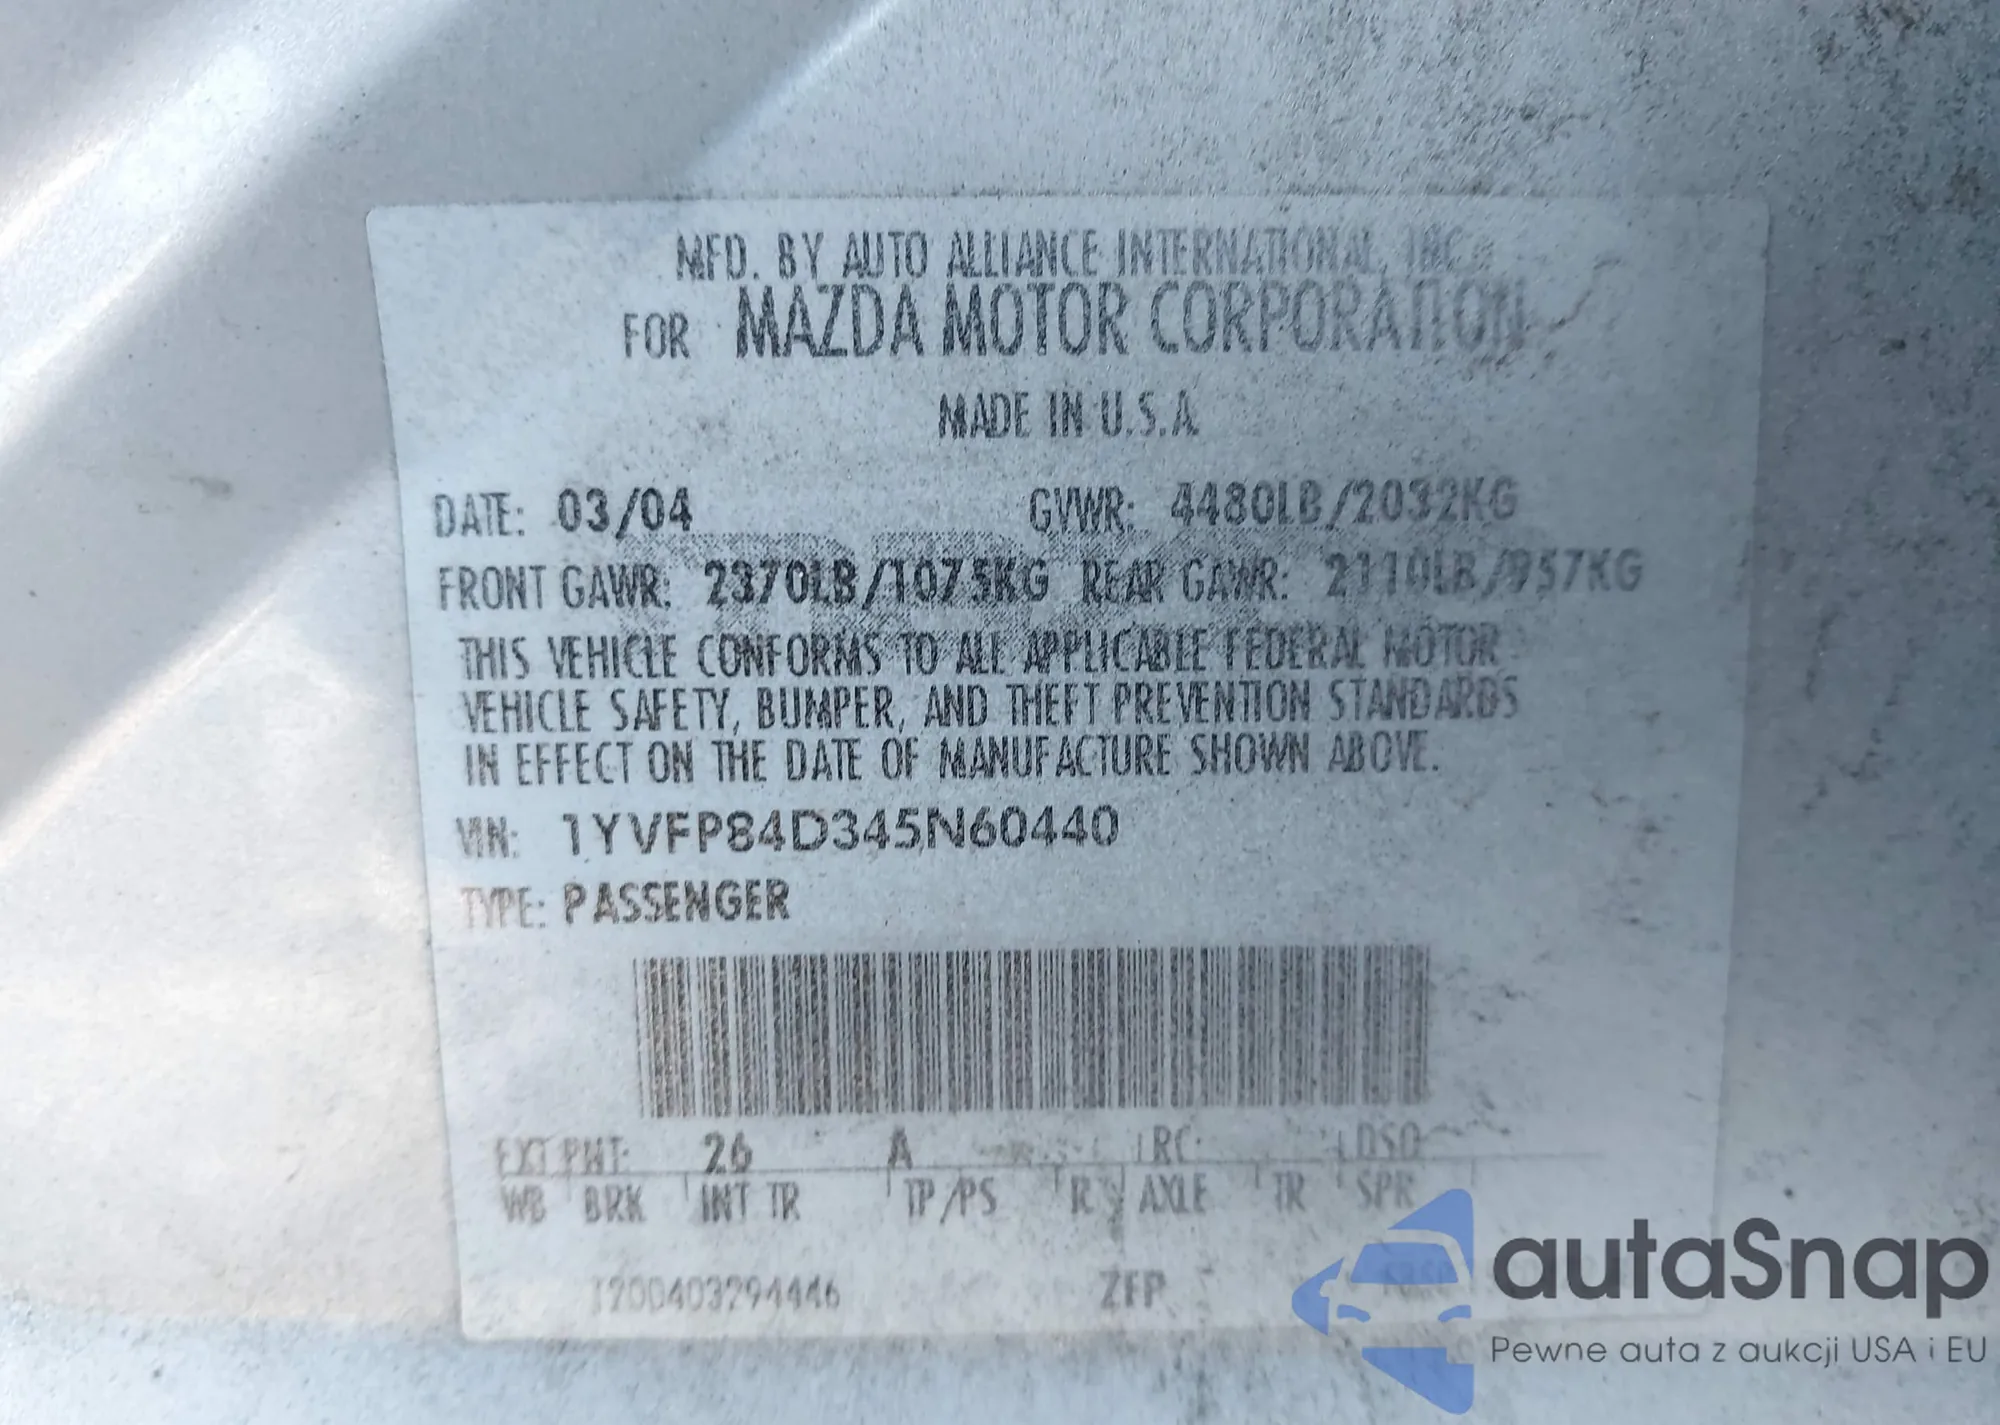 MFD. BY AUTO ALLIANCE INTERNATIONAL, INC.
FOR MAZDA MOTOR CORPORATION
MADE IN U.S.A.
DATE: 03/04 GVWR: 4480LB/2032KG
FRONT GAWR: 2370LB/1075KG REAR GAWR: 2110LB/957KG
THIS VEHICLE CONFORMS TO ALL APPLICABLE FEDERAL MOTOR
VEHICLE SAFETY, BUMPER, AND THEFT PREVENTION STANDARDS
IN EFFECT ON THE DATE OF MANUFACTURE SHOWN ABOVE.
VIN: 1YVFP84D345N60440
TYPE: PASSENGER
EXT PNT: 26 A RC: DSO
WB BRK INT TR TP/PS R AXLE TR SPR
ZFP
autaSnap
Pewne auta z aukcji USA i EU